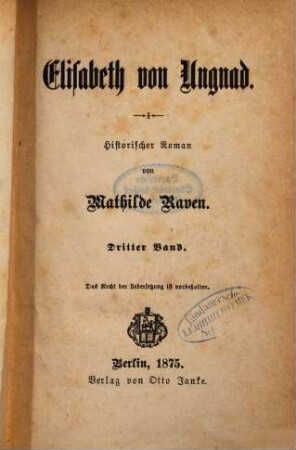 Elisabeth von Ungnad.
Historischer Roman
von
Mathilde Raven.
Dritter Band.
Das Recht der Uebersetzung ist vorbehalten.
Berlin, 1875.
Verlag von Otto Janke.